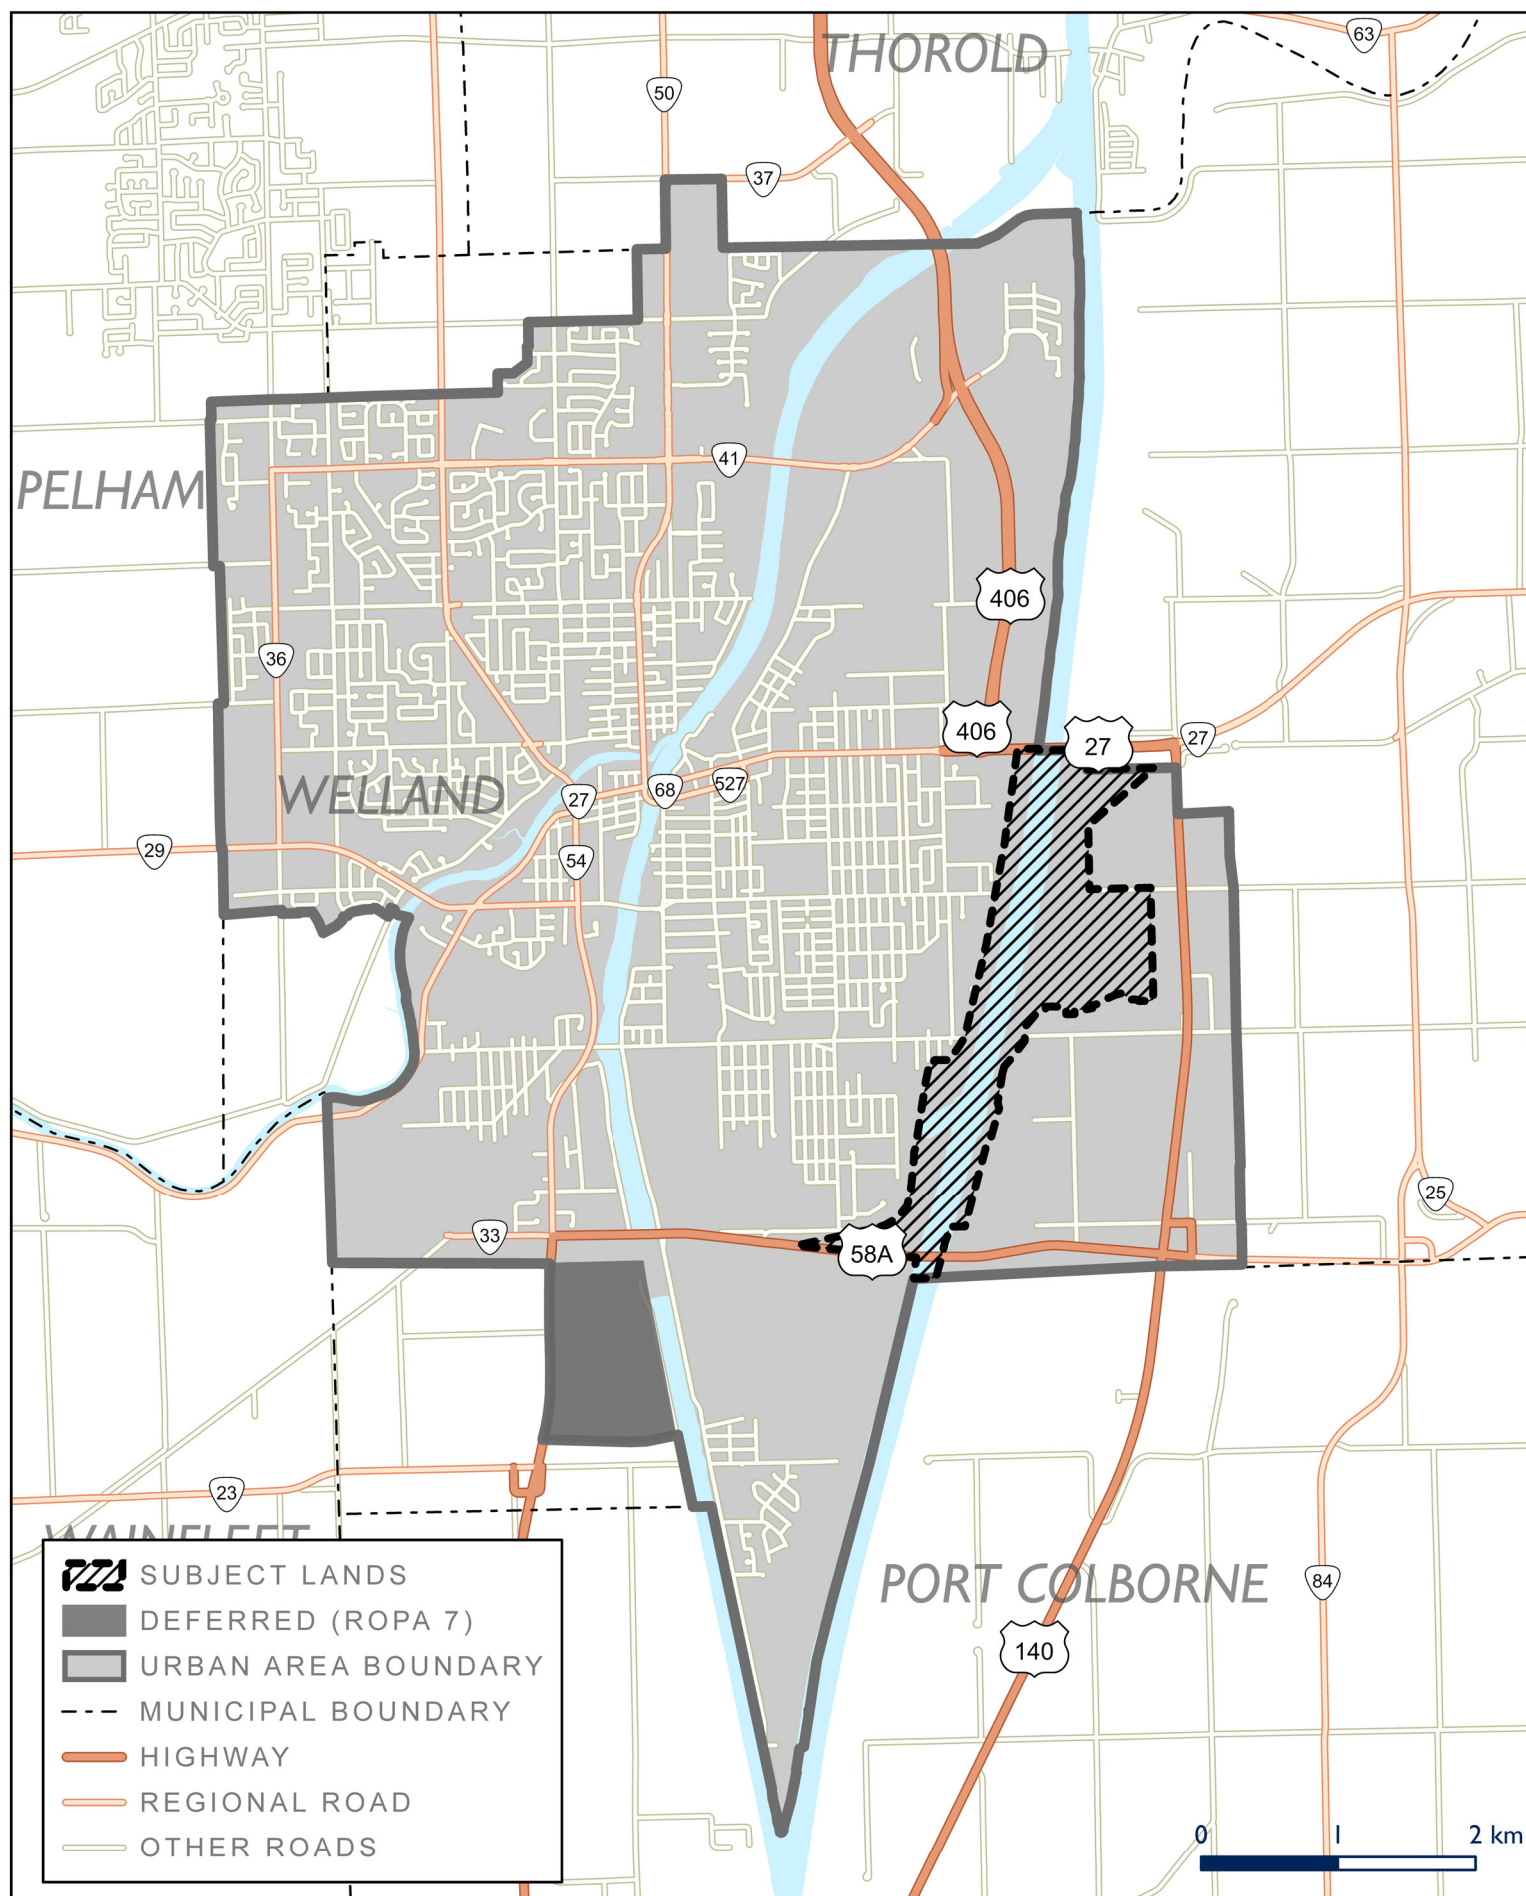 THOROLD
63
50
37
PELHAM
41
406
36
406
27
27
WELLAND
27
68
527
29
54
25
33
58A
23
WAINFLEET
PORT COLBORNE
84
140
SUBJECT LANDS
DEFERRED (ROPA 7)
URBAN AREA BOUNDARY
MUNICIPAL BOUNDARY
HIGHWAY
REGIONAL ROAD
OTHER ROADS
0 1 2 km